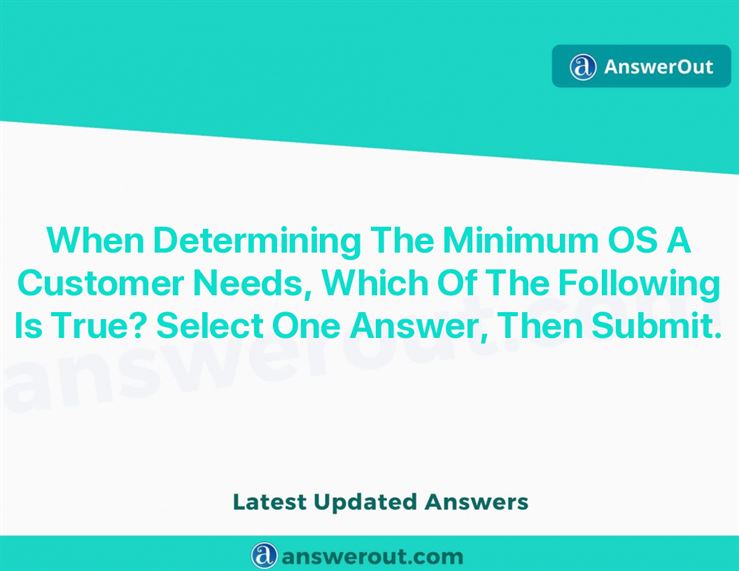 AnswerOut
When Determining The Minimum OS A
Customer Needs, Which Of The Following
Is True? Select One Answer, Then Submit.
answerout.com
Latest Updated Answers
answerout.com